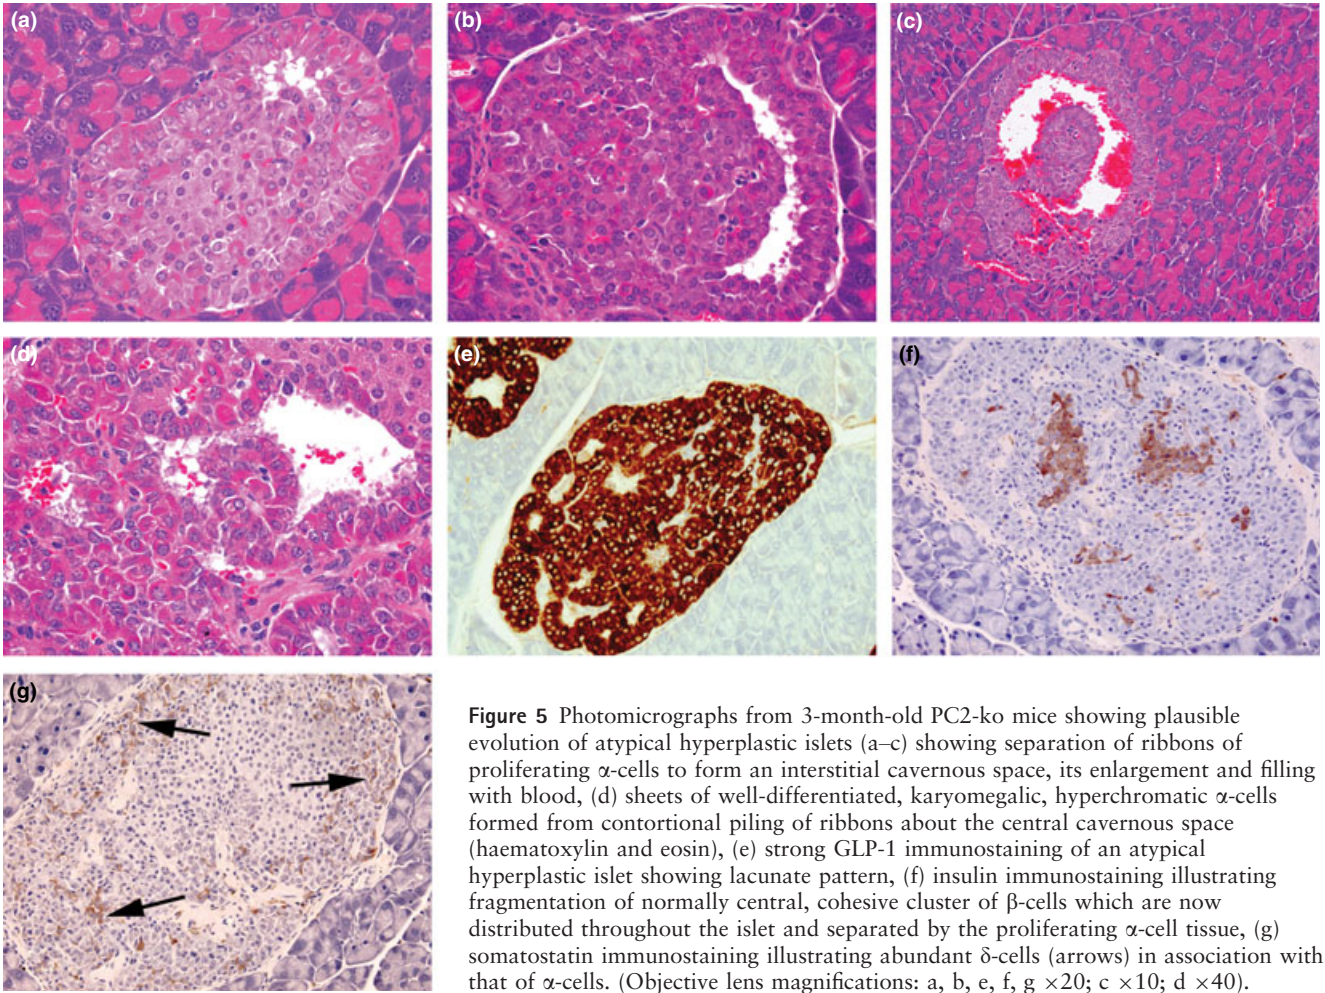 (a)
(b)
(c)
(d)
(e)
(f)
(g)
Figure 5 Photomicrographs from 3-month-old PC2-ko mice showing plausible
evolution of atypical hyperplastic islets (a–c) showing separation of ribbons of
proliferating α-cells to form an interstitial cavernous space, its enlargement and filling
with blood, (d) sheets of well-differentiated, karyomegalic, hyperchromatic α-cells
formed from contortional piling of ribbons about the central cavernous space
(haematoxylin and eosin), (e) strong GLP-1 immunostaining of an atypical
hyperplastic islet showing lacunate pattern, (f) insulin immunostaining illustrating
fragmentation of normally central, cohesive cluster of β-cells which are now
distributed throughout the islet and separated by the proliferating α-cell tissue, (g)
somatostatin immunostaining illustrating abundant δ-cells (arrows) in association with
that of α-cells. (Objective lens magnifications: a, b, e, f, g ×20; c ×10; d ×40).